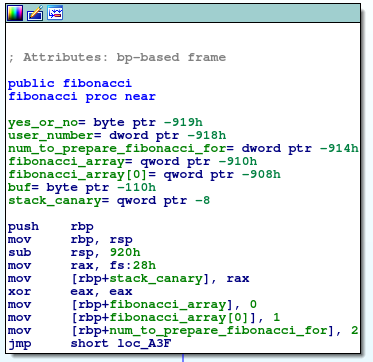 ; Attributes: bp-based frame
public fibonacci
fibonacci proc near
yes_or_no= byte ptr -919h
user_number= dword ptr -918h
num_to_prepare_fibonacci_for= dword ptr -914h
fibonacci_array= qword ptr -910h
fibonacci_array[0]= qword ptr -908h
buf= byte ptr -110h
stack_canary= qword ptr -8
push rbp
mov rbp, rsp
sub rsp, 920h
mov rax, fs:28h
mov [rbp+stack_canary], rax
xor eax, eax
mov [rbp+fibonacci_array], 0
mov [rbp+fibonacci_array[0]], 1
mov [rbp+num_to_prepare_fibonacci_for], 2
jmp short loc_A3F